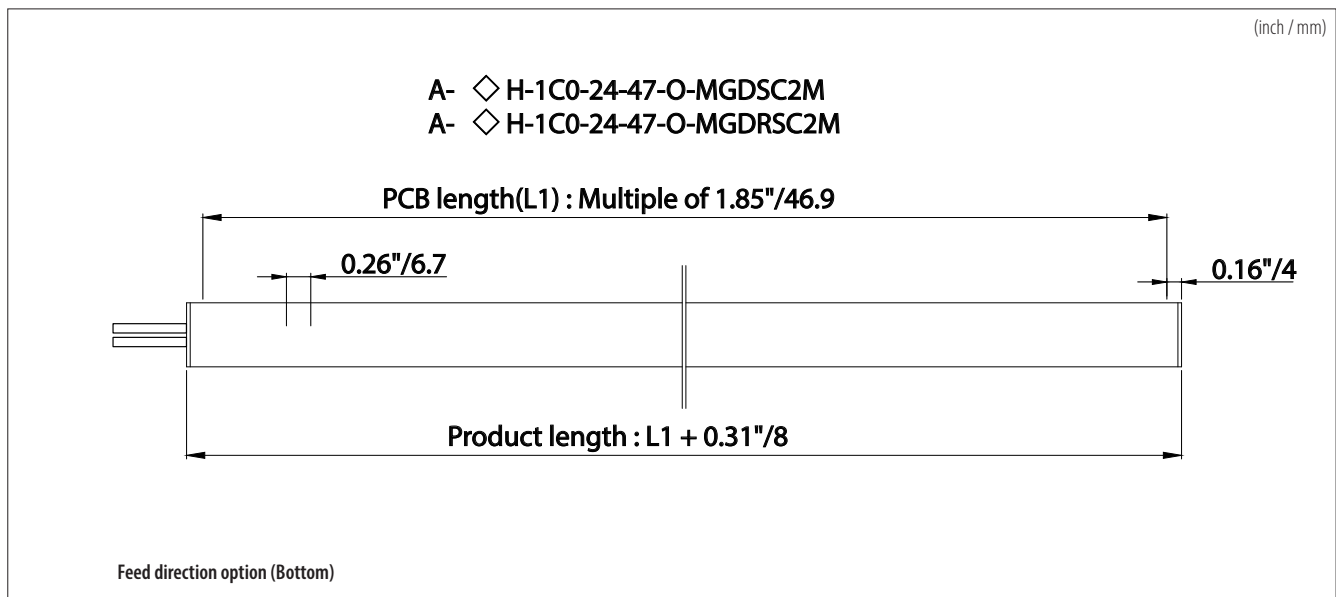 (inch / mm)
A- ◇ H-1C0-24-47-O-MGDSC2M
A- ◇ H-1C0-24-47-O-MGDRSC2M
PCB length(L1) : Multiple of 1.85"/46.9
0.26"/6.7
0.16"/4
Product length : L1 + 0.31"/8
Feed direction option (Bottom)